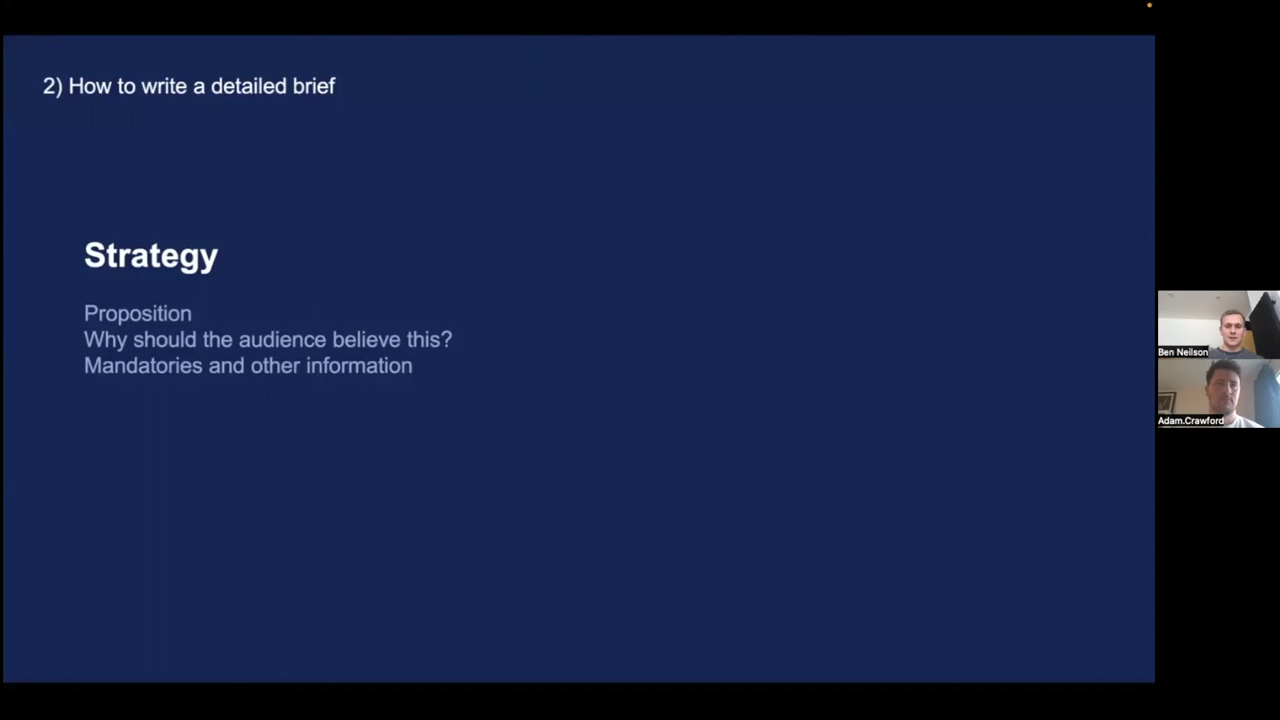 2) How to write a detailed brief
Strategy
Proposition
Why should the audience believe this?
Mandatories and other information
Ben Neilson
Adam.Crawford